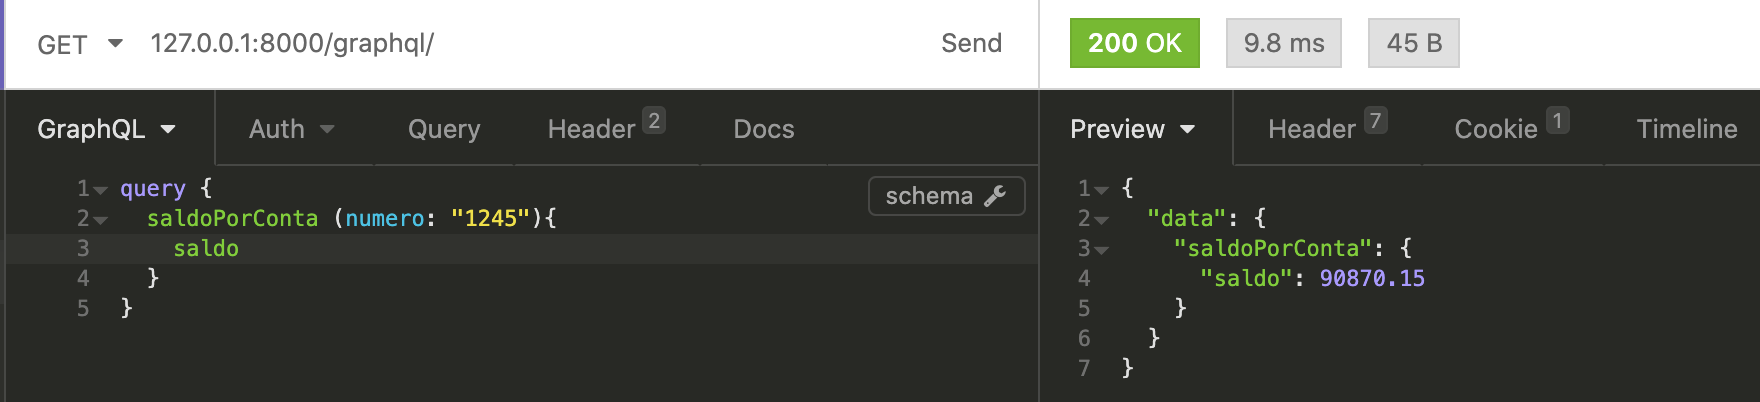 GET 127.0.0.1:8000/graphql/ Send 200 OK 9.8 ms 45 B
GraphQL Auth Query Header 2 Docs Preview Header 7 Cookie 1 Timeline
schema
1 query {
2 saldoPorConta (numero: "1245"){
3 saldo
4 }
5 }
1 {
2 "data": {
3 "saldoPorConta": {
4 "saldo": 90870.15
5 }
6 }
7 }